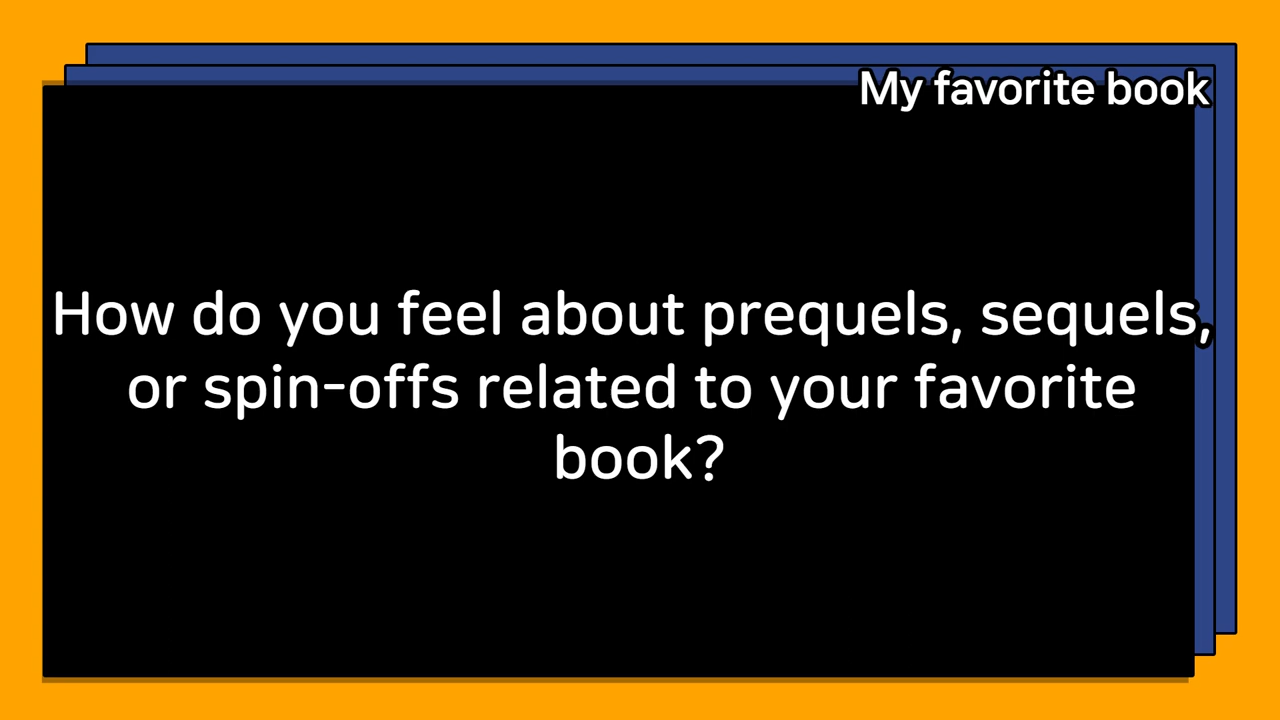 My favorite book
How do you feel about prequels, sequels,
or spin-offs related to your favorite
book?